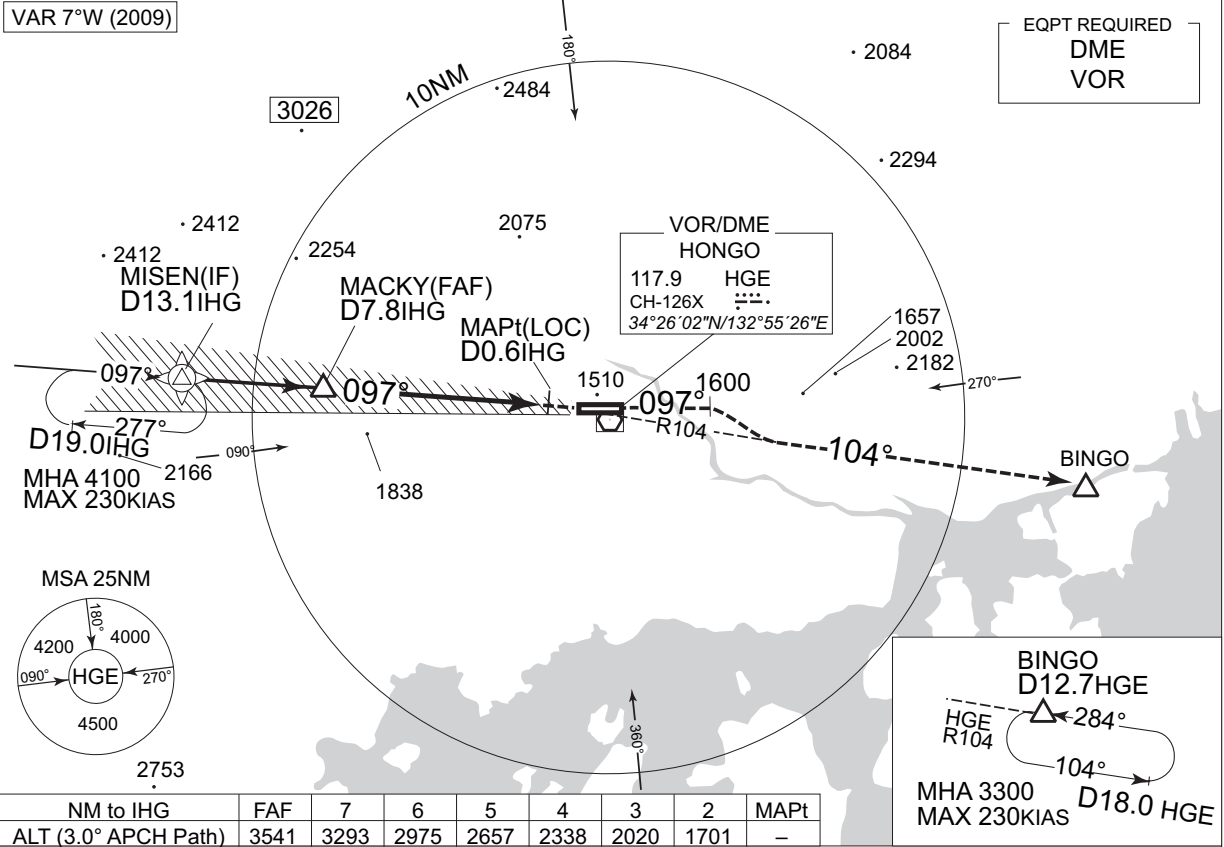 VAR 7°W (2009)
EQPT REQUIRED
DME
VOR
180°
10NM
2084
2484
3026
2294
2412
2075
2412
2254
VOR/DME
HONGO
117.9 HGE
CH-126X
34°26'02"N/132°55'26"E
MISEN(IF)
D13.1IHG
MACKY(FAF)
D7.8IHG
MAPt(LOC)
D0.6IHG
1657
2002
2182
097°
097°
1510
097°
1600
270°
277°
R104
D19.0IHG
090°
104°
BINGO
2166
MHA 4100
MAX 230KIAS
1838
MSA 25NM
180°
4200
4000
090°
HGE
270°
4500
360°
BINGO
D12.7HGE
HGE
R104
284°
104°
MHA 3300
MAX 230KIAS
D18.0 HGE
2753
NM to IHG FAF 7 6 5 4 3 2 MAPt
ALT (3.0° APCH Path) 3541 3293 2975 2657 2338 2020 1701 –